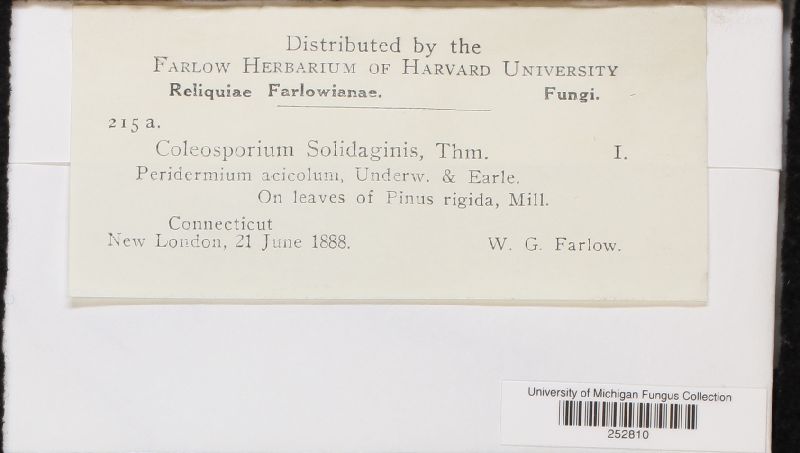 Distributed by the
Farlow Herbarium of Harvard University
Reliquiae Farlowianae. Fungi.
215 a.
Coleosporium Solidaginis, Thm. I.
Peridermium acicolum, Underw. & Earle.
On leaves of Pinus rigida, Mill.
Connecticut
New London, 21 June 1888. W. G. Farlow.
University of Michigan Fungus Collection
252810